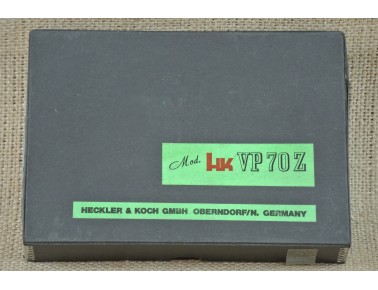 Mod. HK VP 70 Z
HECKLER & KOCH GMBH OBERNDORF/N. GERMANY